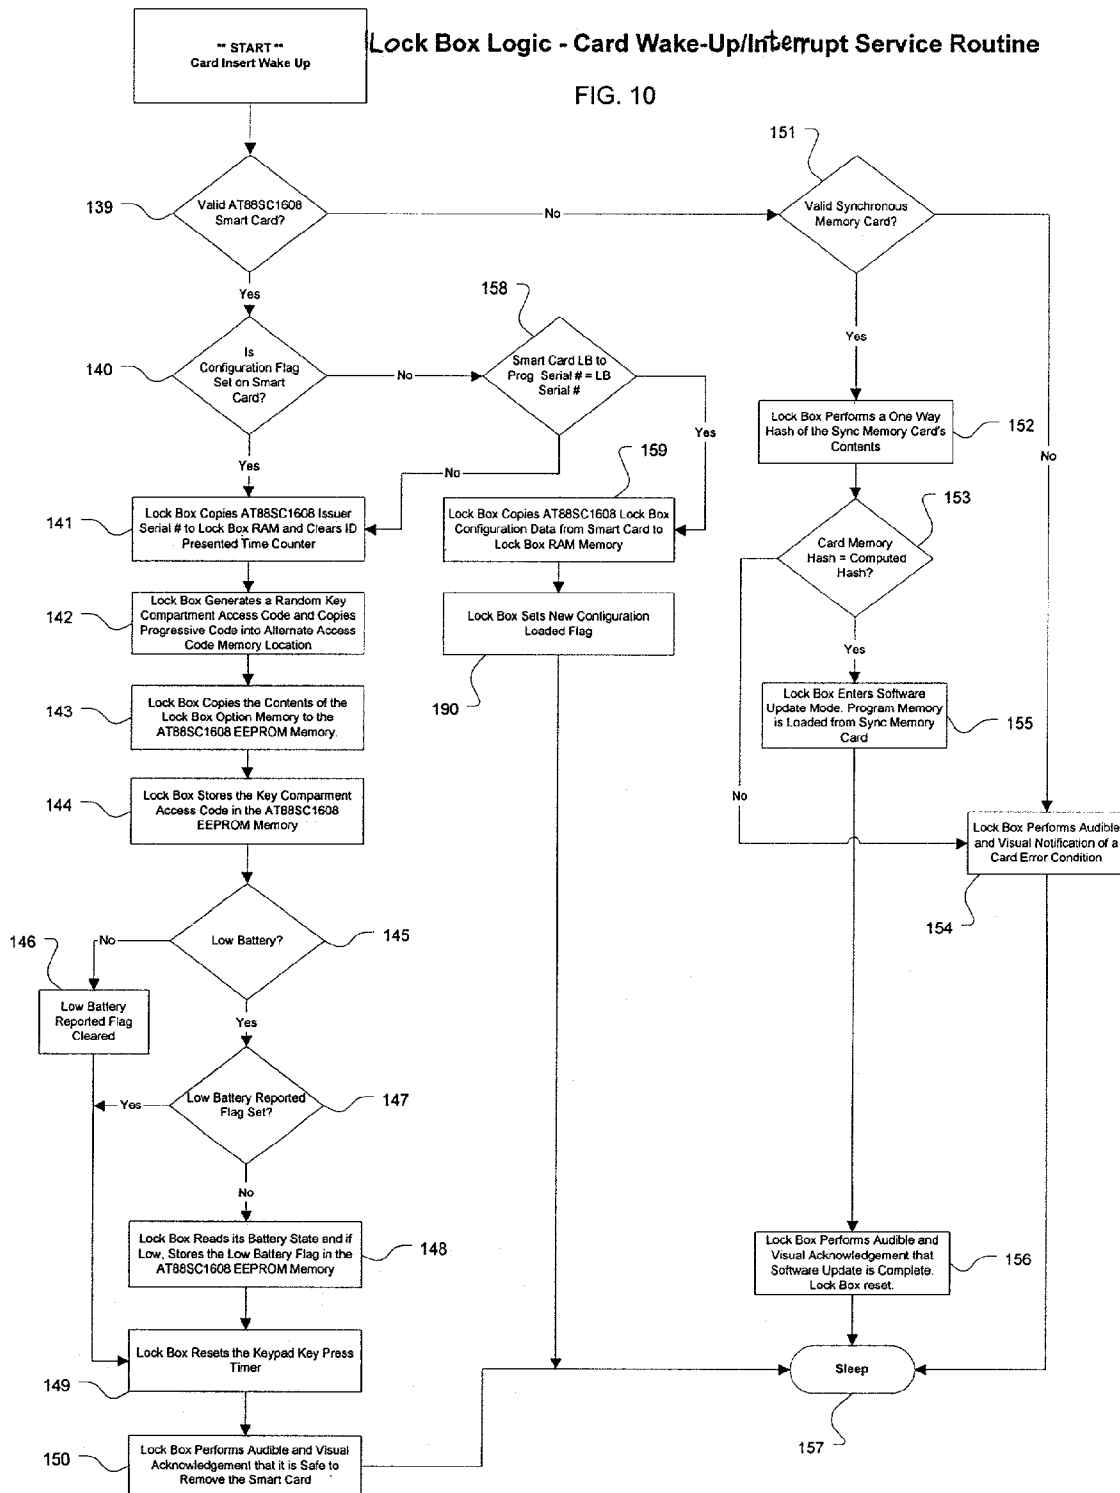 ** START **
Card Insert Wake Up
Lock Box Logic - Card Wake-Up/Interrupt Service Routine
FIG. 10
151
139
Valid AT88SC1608
Smart Card?
No
Valid Synchronous
Memory Card?
Yes
158
140
Is
Configuration Flag
Set on Smart
Card?
No
Smart Card LB to
Prog Serial # = LB
Serial #
Yes
Lock Box Performs a One Way
Hash of the Sync Memory Card's
Contents
152
Yes
No
Yes
No
159
153
141
Lock Box Copies AT88SC1608 Issuer
Serial # to Lock Box RAM and Clears ID
Presented Time Counter
Lock Box Copies AT88SC1608 Lock Box
Configuration Data from Smart Card to
Lock Box RAM Memory
Card Memory
Hash = Computed
Hash?
142
Lock Box Generates a Random Key
Compartment Access Code and Copies
Progressive Code into Alternate Access
Code Memory Location
Lock Box Sets New Configuration
Loaded Flag
Yes
190
143
Lock Box Copies the Contents of the
Lock Box Option Memory to the
AT88SC1608 EEPROM Memory.
Lock Box Enters Software
Update Mode. Program Memory
is Loaded from Sync Memory
Card
155
144
Lock Box Stores the Key Comparment
Access Code in the AT88SC1608
EEPROM Memory
No
Lock Box Performs Audible
and Visual Notification of a
Card Error Condition
154
146
No
Low Battery?
145
Low Battery
Reported Flag
Cleared
Yes
Yes
Low Battery Reported
Flag Set?
147
No
Lock Box Reads its Battery State end if
Low, Stores the Low Battery Flag in the
AT88SC1608 EEPROM Memory
148
Lock Box Performs Audible and
Visual Acknowledgement that
Software Update is Complete.
Lock Box reset.
156
149
Lock Box Resets the Keypad Key Press
Timer
Sleep
157
150
Lock Box Performs Audible and Visual
Acknowledgement that it is Safe to
Remove the Smart Card